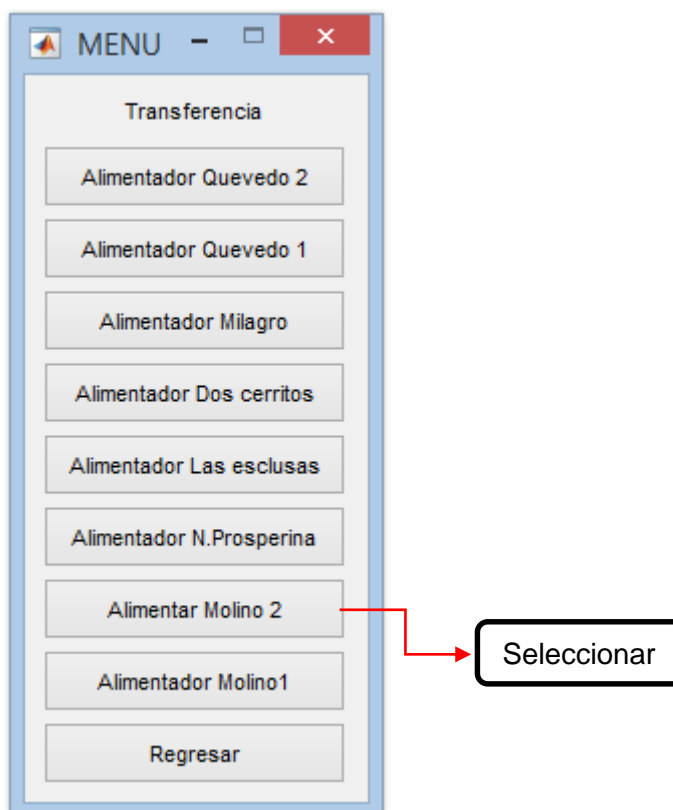 MENU
Transferencia
Alimentador Quevedo 2
Alimentador Quevedo 1
Alimentador Milagro
Alimentador Dos cerritos
Alimentador Las esclusas
Alimentador N.Prosperina
Alimentar Molino 2
Seleccionar
Alimentador Molino1
Regresar